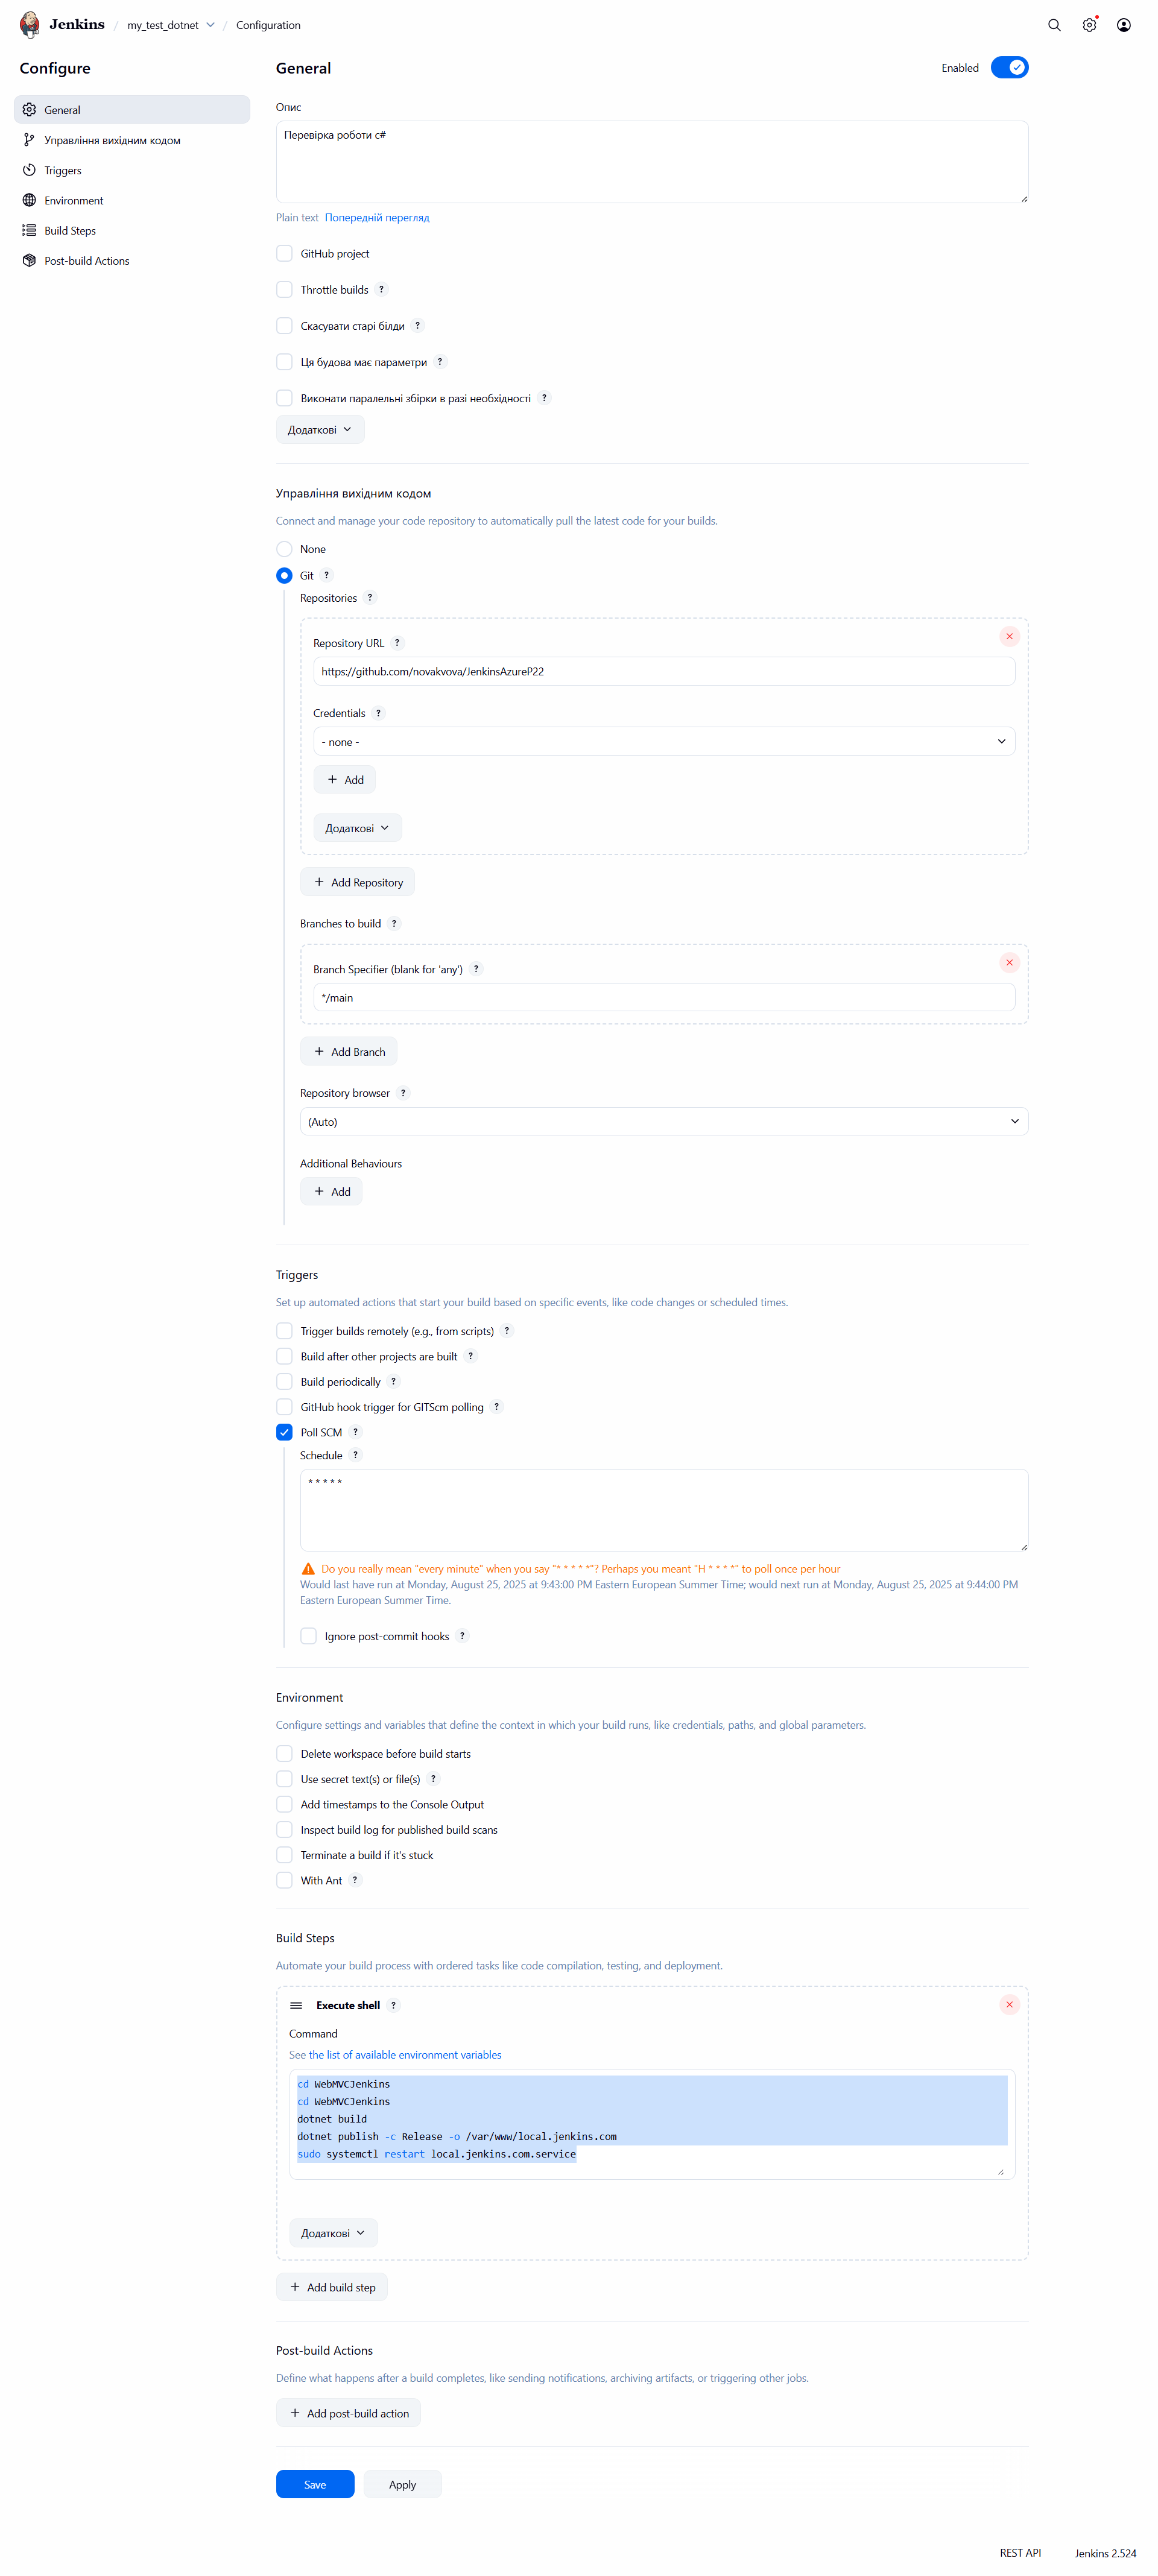 Jenkins / my_test_dotnet / Configuration
Configure
General
Управління вихідним кодом
Triggers
Environment
Build Steps
Post-build Actions
General
Enabled
Опис
Перевірка роботи c#
Plain text Попередній перегляд
GitHub project
Throttle builds ?
Скасувати старі білди ?
Ця будова має параметри ?
Виконати паралельні збірки в разі необхідності ?
Додаткові
Управління вихідним кодом
Connect and manage your code repository to automatically pull the latest code for your builds.
None
Git ?
Repositories ?
Repository URL ?
https://github.com/novakvova/JenkinsAzureP22
Credentials ?
- none -
+ Add
Додаткові
+ Add Repository
Branches to build ?
Branch Specifier (blank for 'any') ?
*/main
+ Add Branch
Repository browser ?
(Auto)
Additional Behaviours
+ Add
Triggers
Set up automated actions that start your build based on specific events, like code changes or scheduled times.
Trigger builds remotely (e.g., from scripts) ?
Build after other projects are built ?
Build periodically ?
GitHub hook trigger for GITScm polling ?
Poll SCM ?
Schedule ?
* * * * *
Do you really mean "every minute" when you say "* * * * *"? Perhaps you meant "H * * * *" to poll once per hour
Would last have run at Monday, August 25, 2025 at 9:43:00 PM Eastern European Summer Time; would next run at Monday, August 25, 2025 at 9:44:00 PM
Eastern European Summer Time.
Ignore post-commit hooks ?
Environment
Configure settings and variables that define the context in which your build runs, like credentials, paths, and global parameters.
Delete workspace before build starts
Use secret text(s) or file(s) ?
Add timestamps to the Console Output
Inspect build log for published build scans
Terminate a build if it's stuck
With Ant ?
Build Steps
Automate your build process with ordered tasks like code compilation, testing, and deployment.
Execute shell ?
Command
See the list of available environment variables
cd WebMVCJenkins
cd WebMVCJenkins
dotnet build
dotnet publish -c Release -o /var/www/local.jenkins.com
sudo systemctl restart local.jenkins.com.service
Додаткові
+ Add build step
Post-build Actions
Define what happens after a build completes, like sending notifications, archiving artifacts, or triggering other jobs.
+ Add post-build action
Save
Apply
REST API
Jenkins 2.524